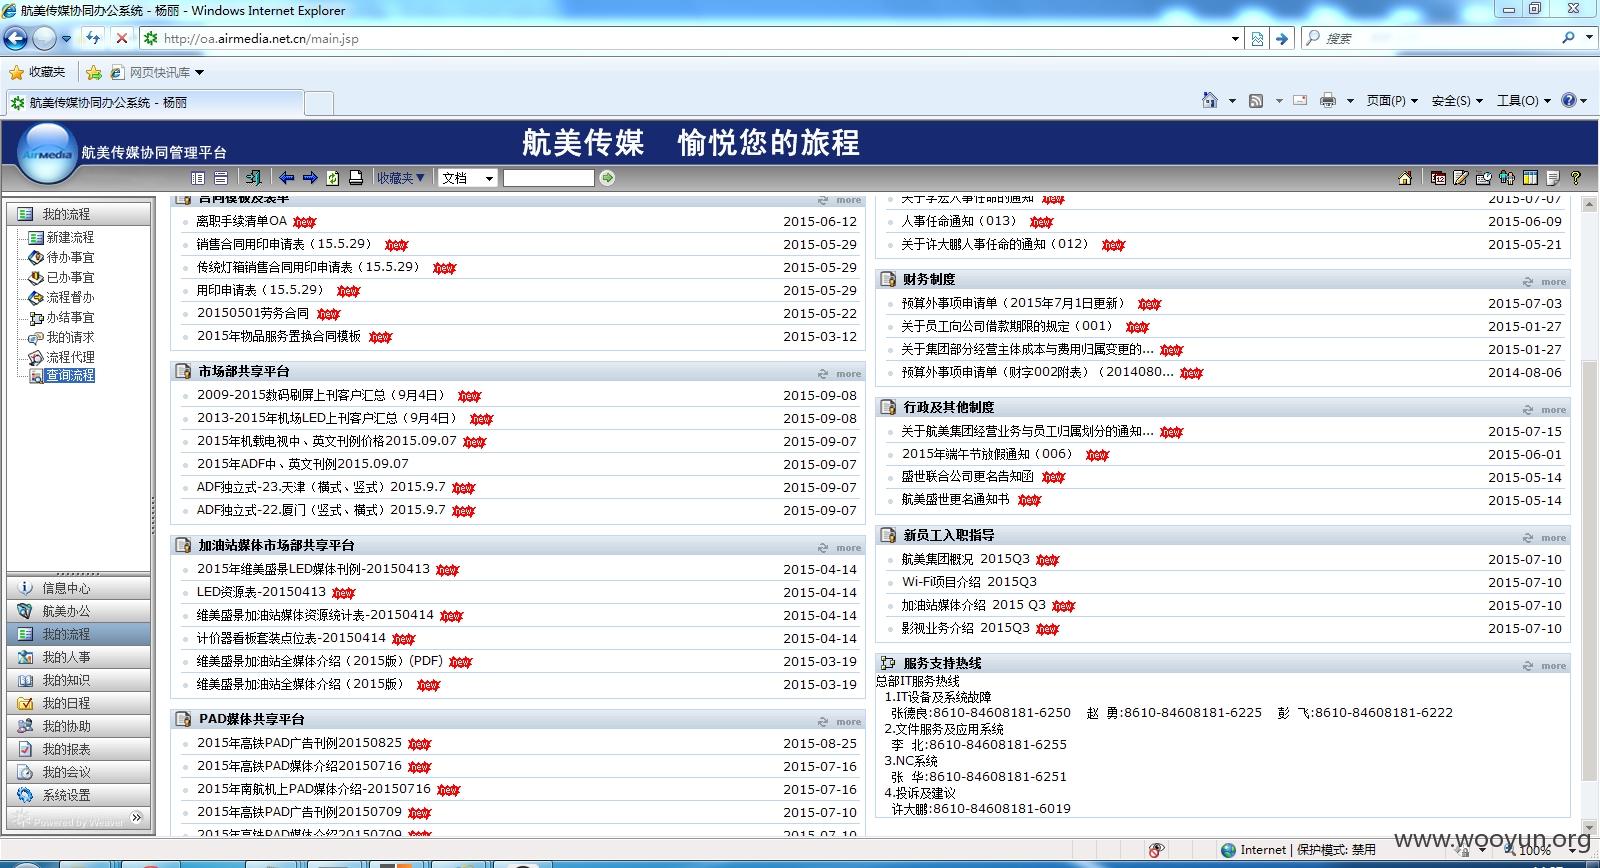 航美传媒协同办公系统 - 杨丽 - Windows Internet Explorer
http://oa.airmedia.net.cn/main.jsp
搜索
收藏夹 网页快讯库
航美传媒协同办公系统 - 杨丽
页面(P) 安全(S) 工具(O)
AirMedia 航美传媒协同管理平台
航美传媒 愉悦您的旅程
收藏夹 文档
我的流程
新建流程
待办事宜
已办事宜
流程督办
办结事宜
我的请求
流程代理
查询流程
信息中心
航美办公
我的流程
我的人事
我的知识
我的日程
我的协助
我的报表
我的会议
系统设置
Powered by Weaver
合同模板及表单 more
离职手续清单OA new 2015-06-12
销售合同用印申请表（15.5.29） new 2015-05-29
传统灯箱销售合同用印申请表（15.5.29） new 2015-05-29
用印申请表（15.5.29） new 2015-05-29
20150501劳务合同 new 2015-05-22
2015年物品服务置换合同模板 new 2015-03-12
市场部共享平台 more
2009-2015数码刷屏上刊客户汇总（9月4日） new 2015-09-08
2013-2015年机场LED上刊客户汇总（9月4日） new 2015-09-08
2015年机载电视中、英文刊例价格2015.09.07 new 2015-09-07
2015年ADF中、英文刊例2015.09.07 2015-09-07
ADF独立式-23.天津（横式、竖式）2015.9.7 new 2015-09-07
ADF独立式-22.厦门（竖式、横式）2015.9.7 new 2015-09-07
加油站媒体市场部共享平台 more
2015年维美盛景LED媒体刊例-20150413 new 2015-04-14
LED资源表-20150413 new 2015-04-14
维美盛景加油站媒体资源统计表-20150414 new 2015-04-14
计价器看板套装点位表-20150414 new 2015-04-14
维美盛景加油站全媒体介绍（2015版）(PDF) new 2015-03-19
维美盛景加油站全媒体介绍（2015版） new 2015-03-19
PAD媒体共享平台 more
2015年高铁PAD广告刊例20150825 new 2015-08-25
2015年高铁PAD媒体介绍20150716 new 2015-07-16
2015年南航机上PAD媒体介绍-20150716 new 2015-07-16
2015年高铁PAD广告刊例20150709 new 2015-07-10
2015年高铁PAD媒体介绍20150709 new 2015-07-10
关于李宏人事任命的通知 new 2015-07-07
人事任命通知（013） new 2015-06-09
关于许大鹏人事任命的通知（012） new 2015-05-21
财务制度 more
预算外事项申请单（2015年7月1日更新） new 2015-07-03
关于员工向公司借款期限的规定（001） new 2015-01-27
关于集团部分经营主体成本与费用归属变更的... new 2015-01-27
预算外事项申请单（财字002附表）（2014080... new 2014-08-06
行政及其他制度 more
关于航美集团经营业务与员工归属划分的通知... new 2015-07-15
2015年端午节放假通知（006） new 2015-06-01
盛世联合公司更名告知函 new 2015-05-14
航美盛世更名通知书 new 2015-05-14
新员工入职指导 more
航美集团概况 2015Q3 new 2015-07-10
Wi-Fi项目介绍 2015Q3 2015-07-10
加油站媒体介绍 2015 Q3 new 2015-07-10
影视业务介绍 2015Q3 new 2015-07-10
服务支持热线 more
总部IT服务热线
1.IT设备及系统故障
张德良:8610-84608181-6250 赵 勇:8610-84608181-6225 彭 飞:8610-84608181-6222
2.文件服务及应用系统
李 北:8610-84608181-6255
3.NC系统
张 华:8610-84608181-6251
4.投诉及建议
许大鹏:8610-84608181-6019
Internet | 保护模式: 禁用 100%
www.wooyun.org